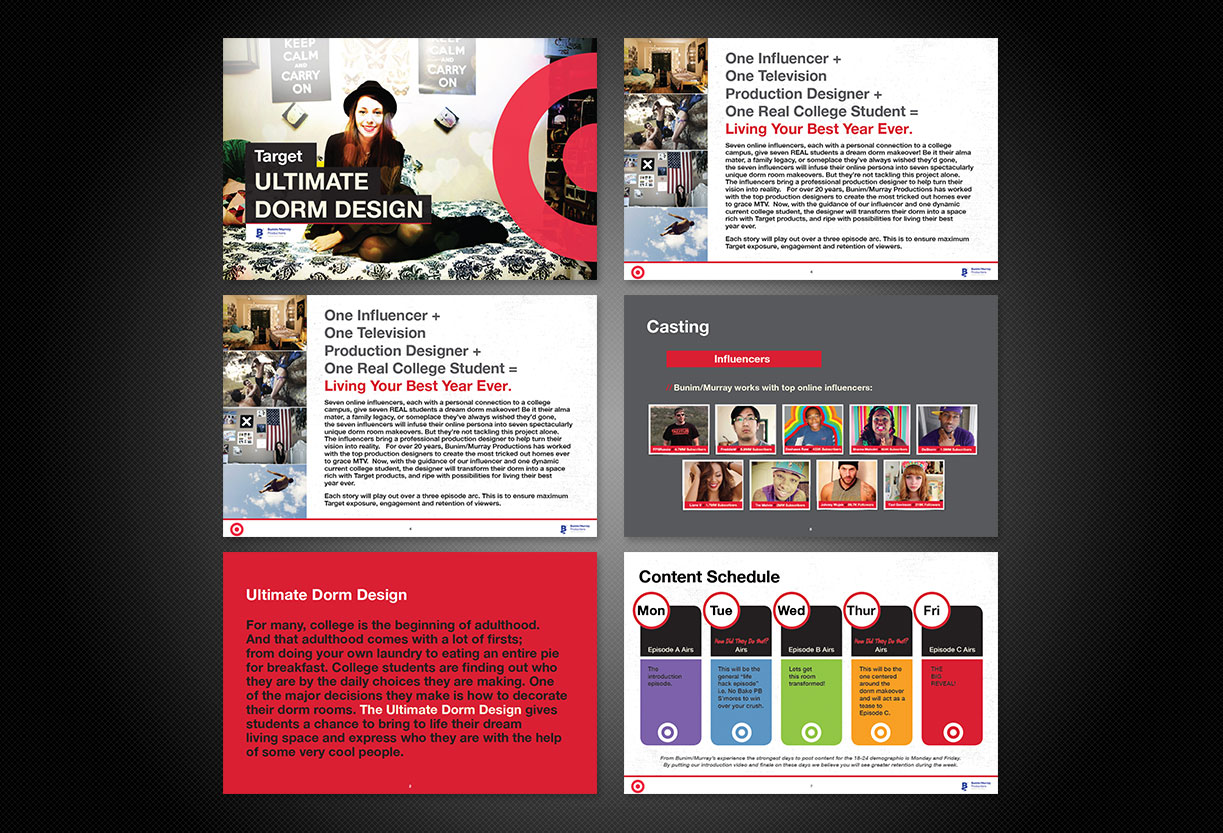 KEEP
CALM
AND
CARRY
ON
KEEP
CALM
AND
CARRY
ON
Target
ULTIMATE
DORM DESIGN
Bunim/Murray
Productions
One Influencer +
One Television
Production Designer +
One Real College Student =
Living Your Best Year Ever.
Seven online influencers, each with a personal connection to a college
campus, give seven REAL students a dream dorm makeover! Be it their alma
mater, a family legacy, or someplace they've always wished they'd gone,
the seven influencers will infuse their online persona into seven spectacularly
unique dorm room makeovers. But they're not tackling this project alone.
The influencers bring a professional production designer to help turn their
vision into reality. For over 20 years, Bunim/Murray Productions has worked
with the top production designers to create the most tricked out homes ever
to grace MTV. Now, with the guidance of our influencer and one dynamic
current college student, the designer will transform their dorm into a space
rich with Target products, and ripe with possibilities for living their best
year ever.
Each story will play out over a three episode arc. This is to ensure maximum
Target exposure, engagement and retention of viewers.
Bunim/Murray
Productions
One Influencer +
One Television
Production Designer +
One Real College Student =
Living Your Best Year Ever.
Seven online influencers, each with a personal connection to a college
campus, give seven REAL students a dream dorm makeover! Be it their alma
mater, a family legacy, or someplace they've always wished they'd gone,
the seven influencers will infuse their online persona into seven spectacularly
unique dorm room makeovers. But they're not tackling this project alone.
The influencers bring a professional production designer to help turn their
vision into reality. For over 20 years, Bunim/Murray Productions has worked
with the top production designers to create the most tricked out homes ever
to grace MTV. Now, with the guidance of our influencer and one dynamic
current college student, the designer will transform their dorm into a space
rich with Target products, and ripe with possibilities for living their best
year ever.
Each story will play out over a three episode arc. This is to ensure maximum
Target exposure, engagement and retention of viewers.
Bunim/Murray
Productions
Casting
Influencers
Bunim/Murray works with top online influencers:
Ultimate Dorm Design
For many, college is the beginning of adulthood.
And that adulthood comes with a lot of firsts;
from doing your own laundry to eating an entire pie
for breakfast. College students are finding out who
they are by the daily choices they are making. One
of the major decisions they make is how to decorate
their dorm rooms. The Ultimate Dorm Design gives
students a chance to bring to life their dream
living space and express who they are with the help
of some very cool people.
Content Schedule
Mon
Tue
Wed
Thur
Fri
Episode A Airs
How Did They Do that?
Airs
Episode B Airs
How Did They Do that?
Airs
Episode C Airs
The
introduction
episode.
This will be the
general "life
hack episode"
i.e. No Bake PB
S'mores to win
over your crush.
Lets get
this room
transformed!
This will be the
one centered
around the
dorm makeover
and will act as a
tease to
Episode C.
THE
BIG
REVEAL!
From Bunim/Murray's experience the strongest days to post content for the 18-24 demographic is Monday and Friday.
By putting our introduction video and finale on these days we believe you will see greater retention during the week.
Bunim/Murray
Productions